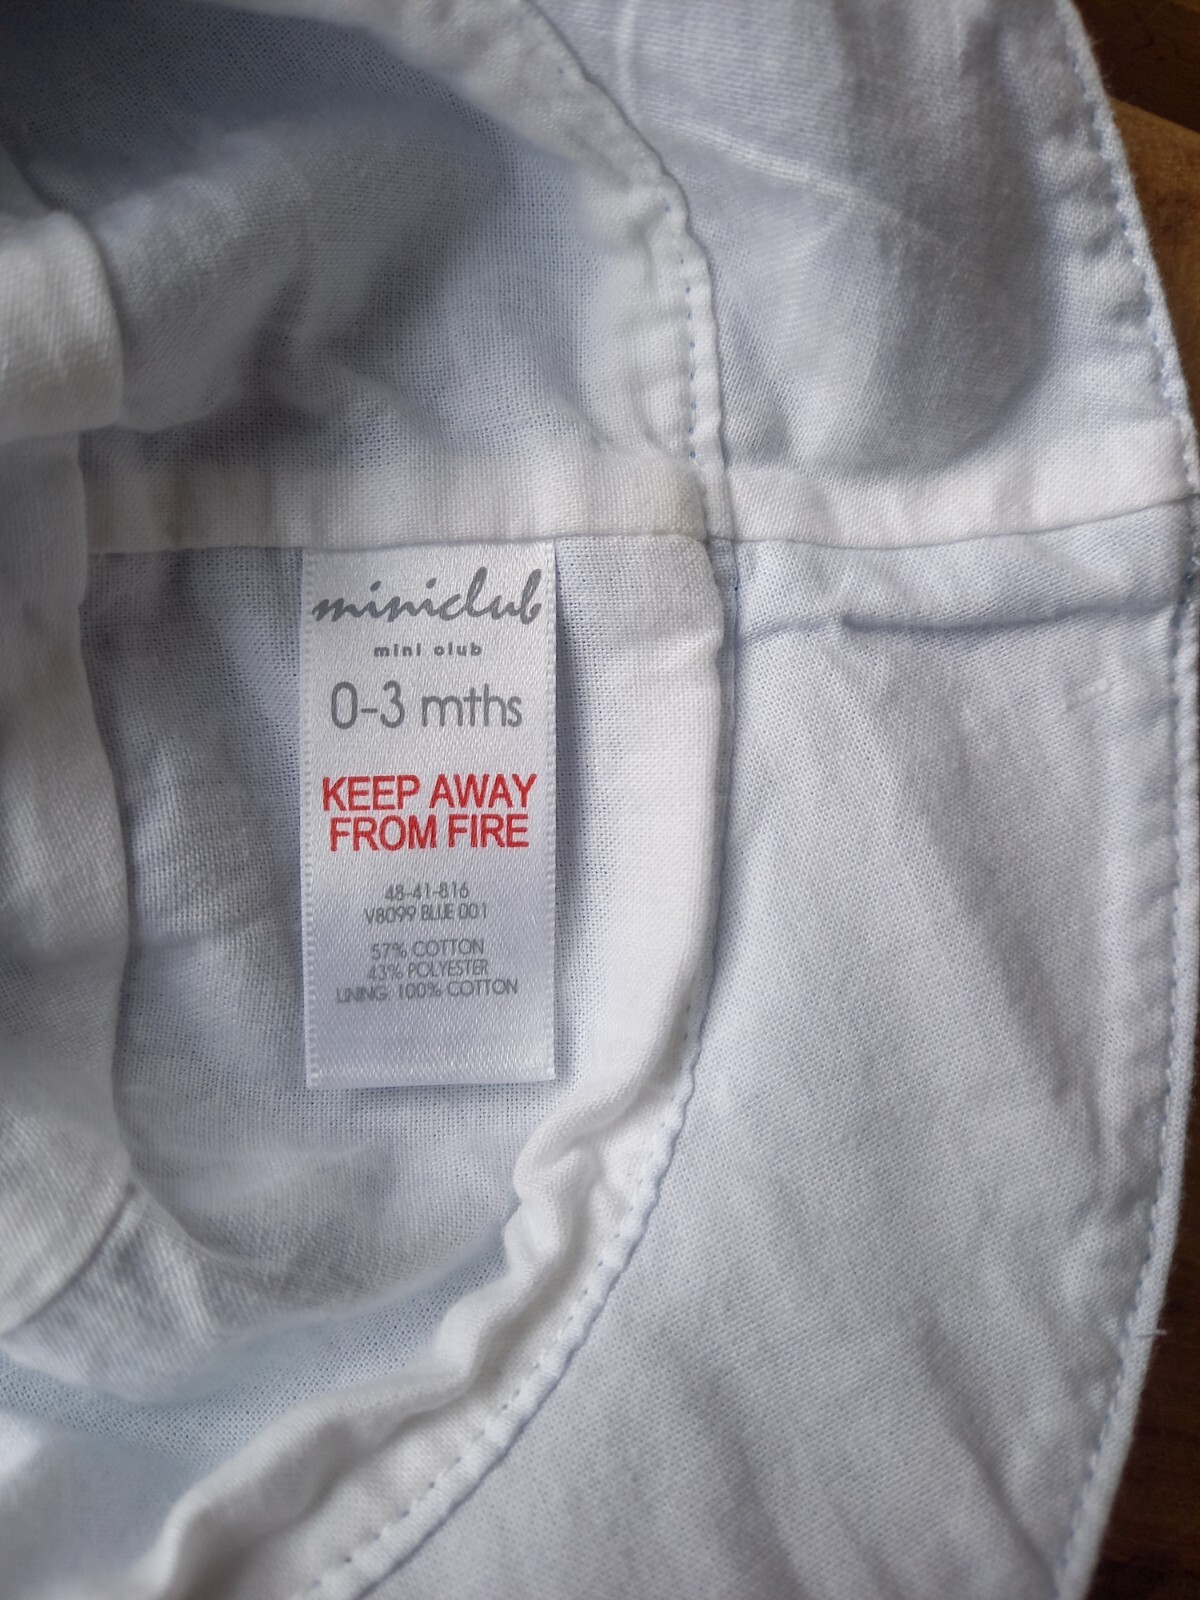 miniclub
mini club
0-3 mths
KEEP AWAY
FROM FIRE
48-41-816
V8099 BLUE 001
57% COTTON
43% POLYESTER
LINING: 100% COTTON